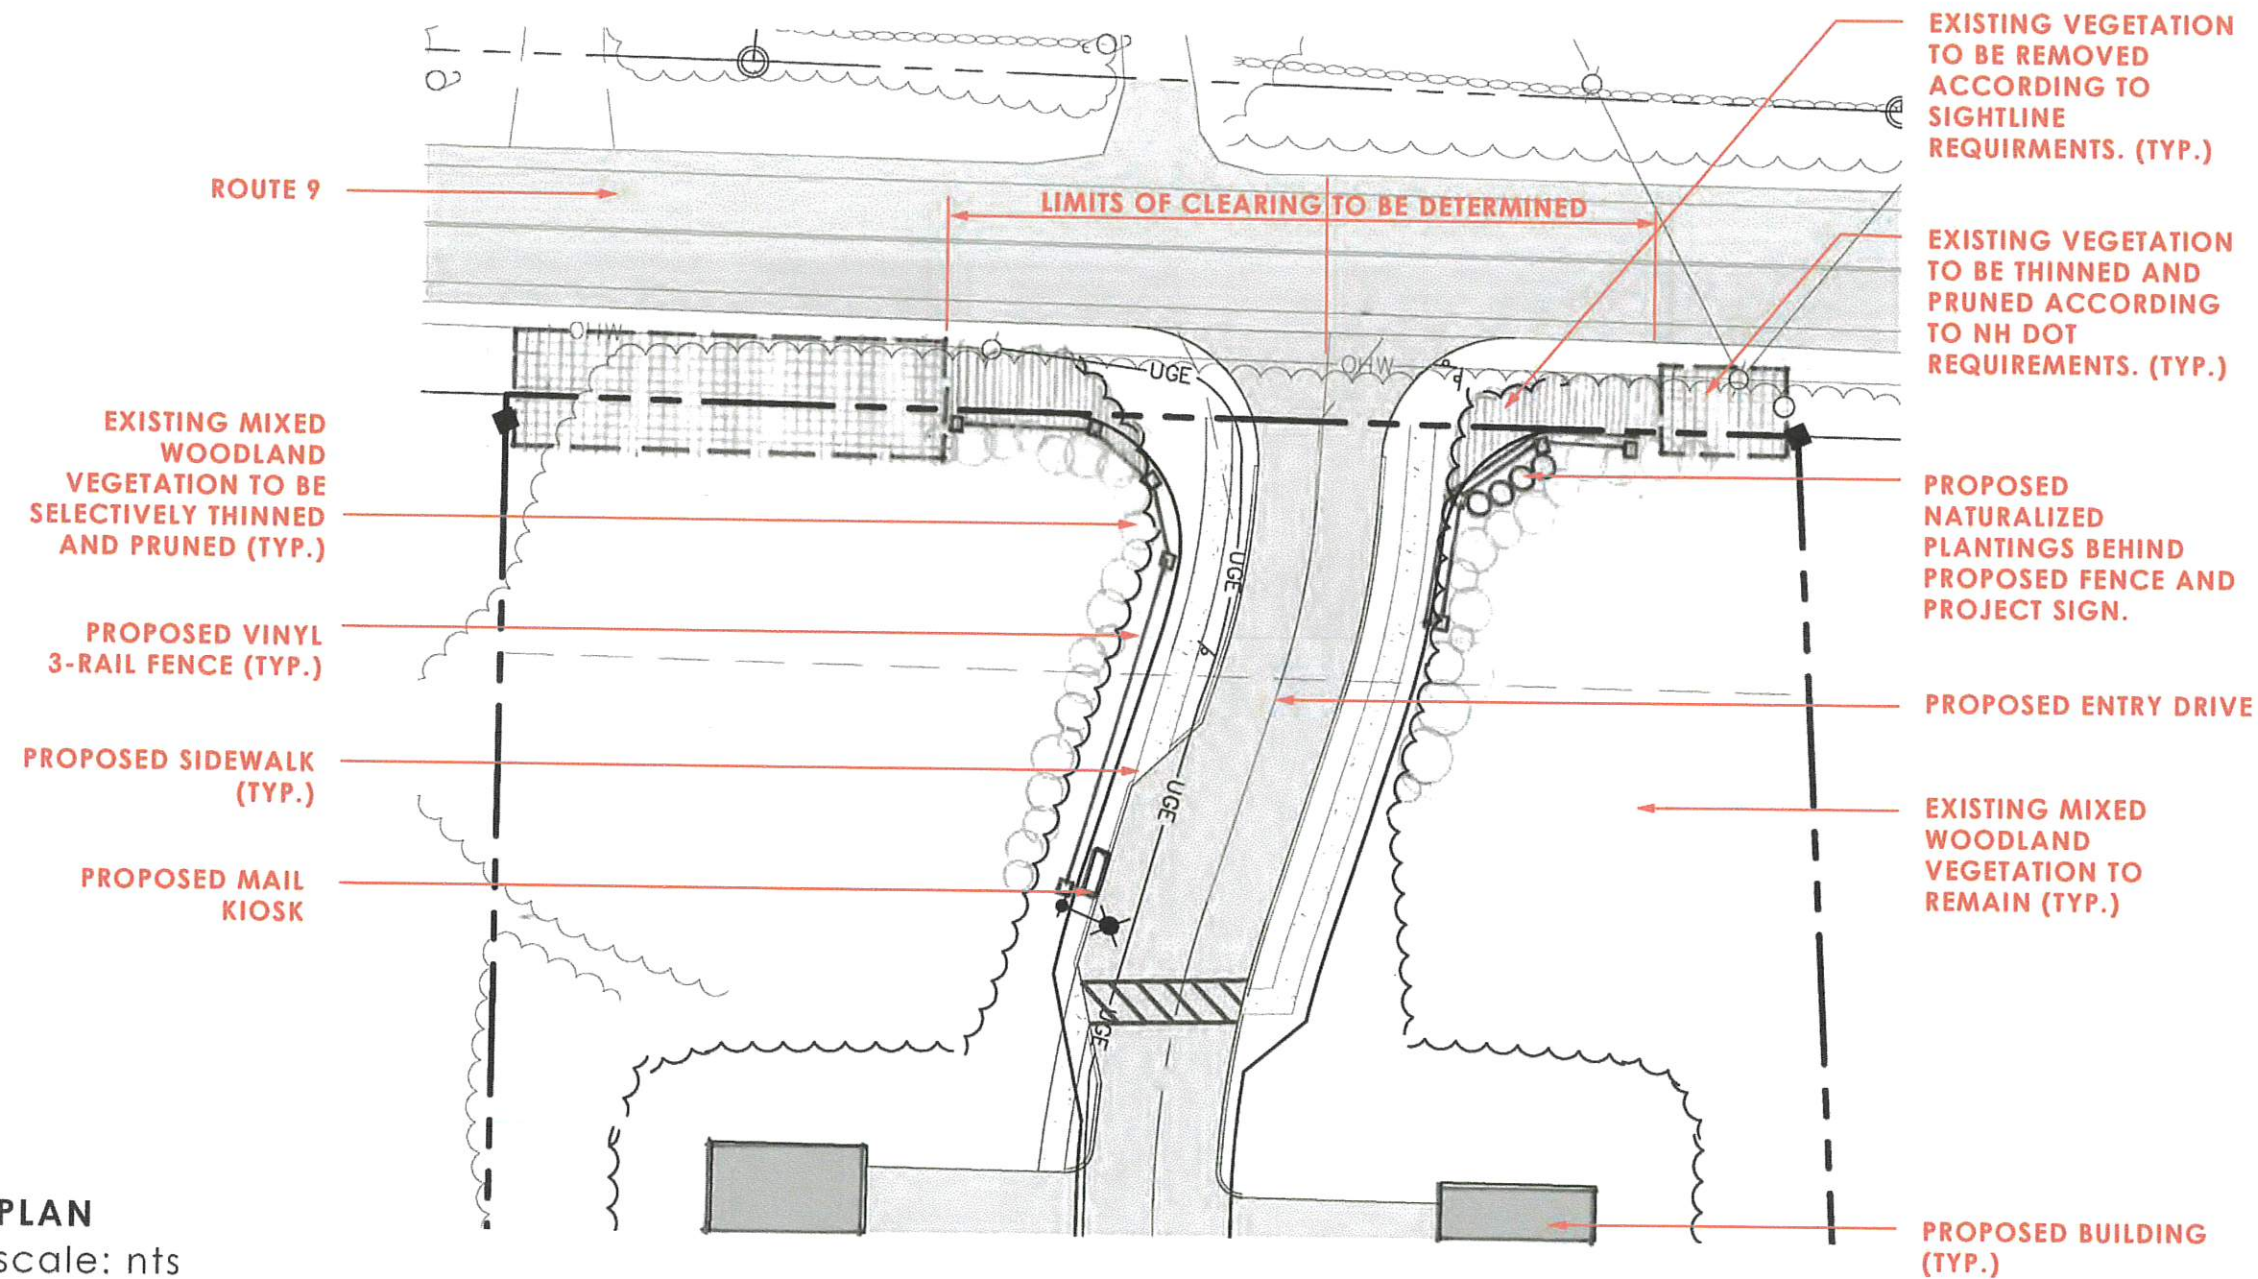 EXISTING VEGETATION
TO BE REMOVED
ACCORDING TO
SIGHTLINE
REQUIRMENTS. (TYP.)
ROUTE 9
LIMITS OF CLEARING TO BE DETERMINED
EXISTING VEGETATION
TO BE THINNED AND
PRUNED ACCORDING
TO NH DOT
REQUIREMENTS. (TYP.)
OHW
UGE
OHW
EXISTING MIXED
WOODLAND
VEGETATION TO BE
SELECTIVELY THINNED
AND PRUNED (TYP.)
PROPOSED
NATURALIZED
PLANTINGS BEHIND
PROPOSED FENCE AND
PROJECT SIGN.
UGE
PROPOSED VINYL
3-RAIL FENCE (TYP.)
PROPOSED ENTRY DRIVE
PROPOSED SIDEWALK
(TYP.)
UGE
EXISTING MIXED
WOODLAND
VEGETATION TO
REMAIN (TYP.)
PROPOSED MAIL
KIOSK
UGE
PLAN
scale: nts
PROPOSED BUILDING
(TYP.)